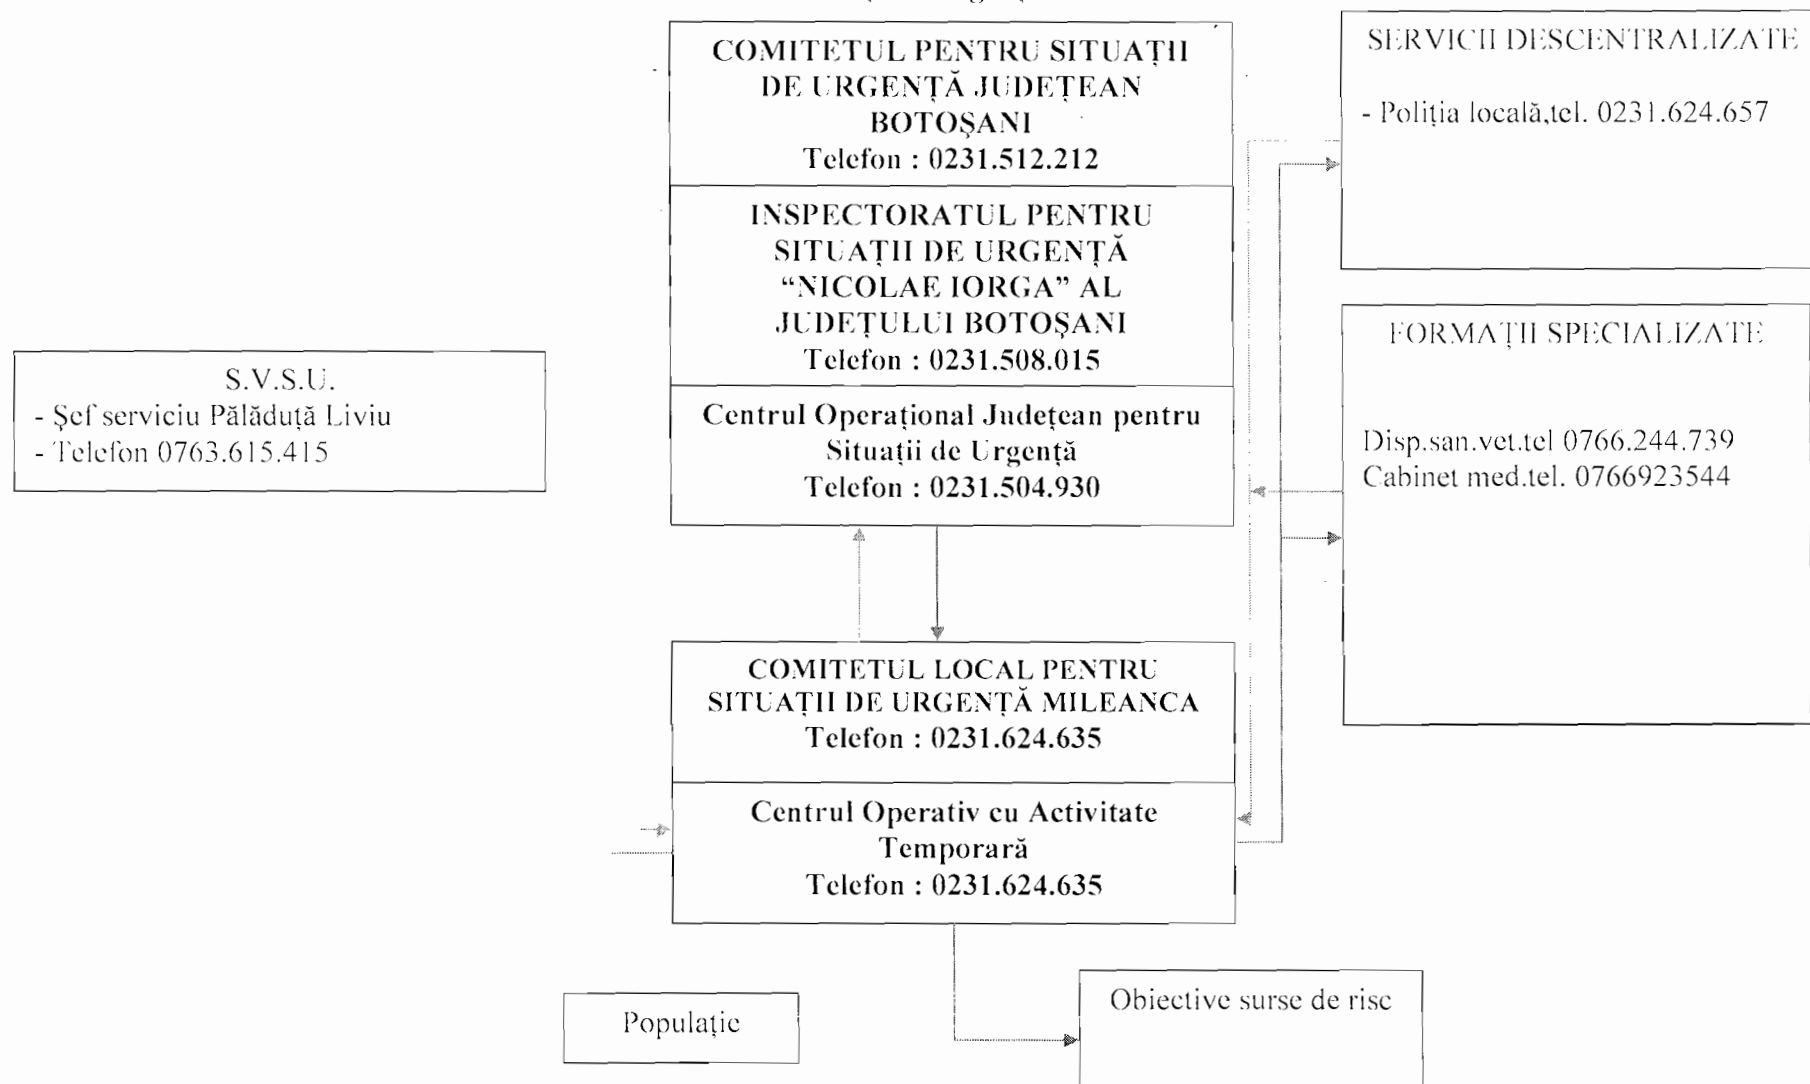 COMITETUL PENTRU SITUAȚII
DE URGENȚĂ JUDEȚEAN
BOTOȘANI
Telefon : 0231.512.212
INSPECTORATUL PENTRU
SITUAȚII DE URGENȚĂ
“NICOLAE IORGA” AL
JUDEȚULUI BOTOȘANI
Telefon : 0231.508.015
Centrul Operațional Județean pentru
Situații de Urgență
Telefon : 0231.504.930
SERVICII DESCENTRALIZATE
- Poliția locală,tel. 0231.624.657
FORMAȚII SPECIALIZATE
Disp.san.vet.tel 0766.244.739
Cabinet med.tel. 0766923544
S.V.S.U.
- Șef serviciu Pălăduță Liviu
- Telefon 0763.615.415
COMITETUL LOCAL PENTRU
SITUAȚII DE URGENȚĂ MILEANCA
Telefon : 0231.624.635
Centrul Operativ cu Activitate
Temporară
Telefon : 0231.624.635
Populație
Obiective surse de risc